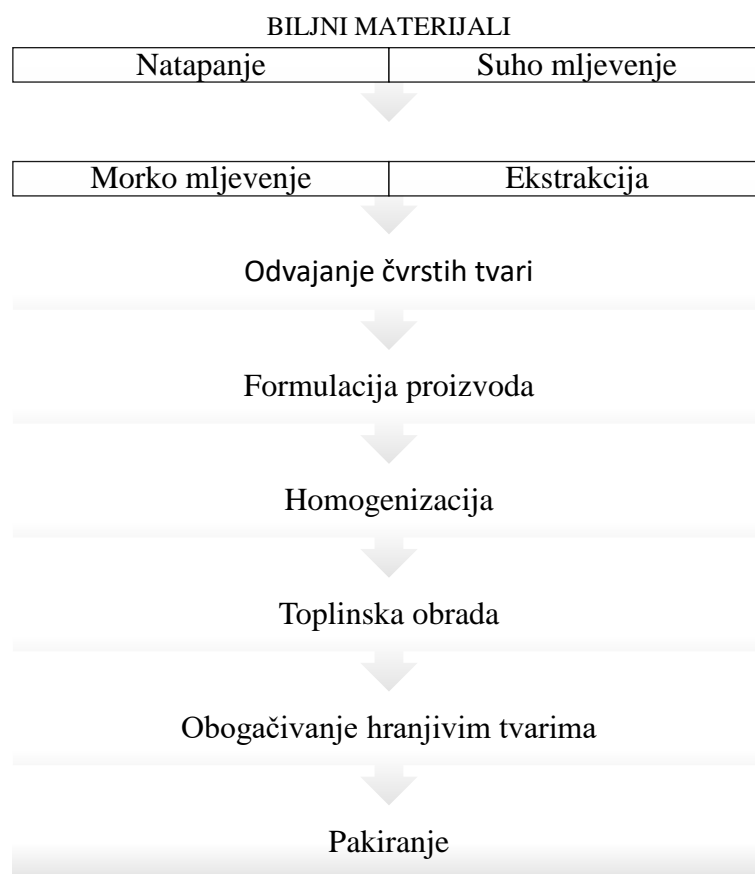 BILJNI MATERIJALI
Natapanje Suho mljevenje
Morko mljevenje Ekstrakcija
Odvajanje čvrstih tvari
Formulacija proizvoda
Homogenizacija
Toplinska obrada
Obogačivanje hranjivim tvarima
Pakiranje